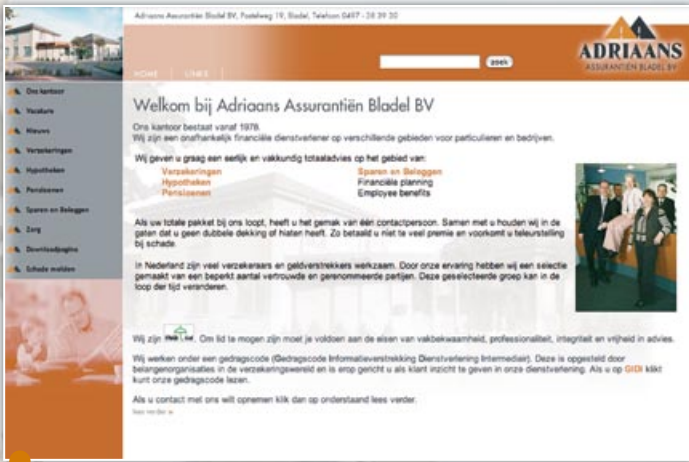 Adriaans Assurantiën Bladel BV, Postelweg 19, Bladel, Telefoon 0497 - 38 39 30
zoek
ADRIAANS
ASSURANTIËN BLADEL BV
HOME LINKS
Ons kantoor
Vacature
Nieuws
Verzekeringen
Hypotheken
Pensioenen
Sparen en Beleggen
Zorg
Downloadpagina
Schade melden
Welkom bij Adriaans Assurantiën Bladel BV
Ons kantoor bestaat vanaf 1978.
Wij zijn een onafhankelijk financiële dienstverlener op verschillende gebieden voor particulieren en bedrijven.
Wij geven u graag een eerlijk en vakkundig totaaladvies op het gebied van:
Verzekeringen Sparen en Beleggen
Hypotheken Financiële planning
Pensioenen Employee benefits
Als uw totale pakket bij ons loopt, heeft u het gemak van één contactpersoon. Samen met u houden wij in de
gaten dat u geen dubbele dekking of hiaten heeft. Zo betaald u niet te veel premie en voorkomt u teleurstelling
bij schade.
In Nederland zijn veel verzekeraars en geldverstrekkers werkzaam. Door onze ervaring hebben wij een selectie
gemaakt van een beperkt aantal vertrouwde en gerenommeerde partijen. Deze geselecteerde groep kan in de
loop der tijd veranderen.
Wij zijn . Om lid te mogen zijn moet je voldoen aan de eisen van vakbekwaamheid, professionaliteit, integriteit en vrijheid in advies.
Wij werken onder een gedragscode (Gedragscode Informatieverstrekking Dienstverlening Intermediair). Deze is opgesteld door
belangenorganisaties in de verzekeringswereld en is erop gericht u als klant inzicht te geven in onze dienstverlening. Als u op GIDI klikt
kunt onze gedragscode lezen.
Als u contact met ons wilt opnemen klik dan op onderstaand lees verder.
lees verder